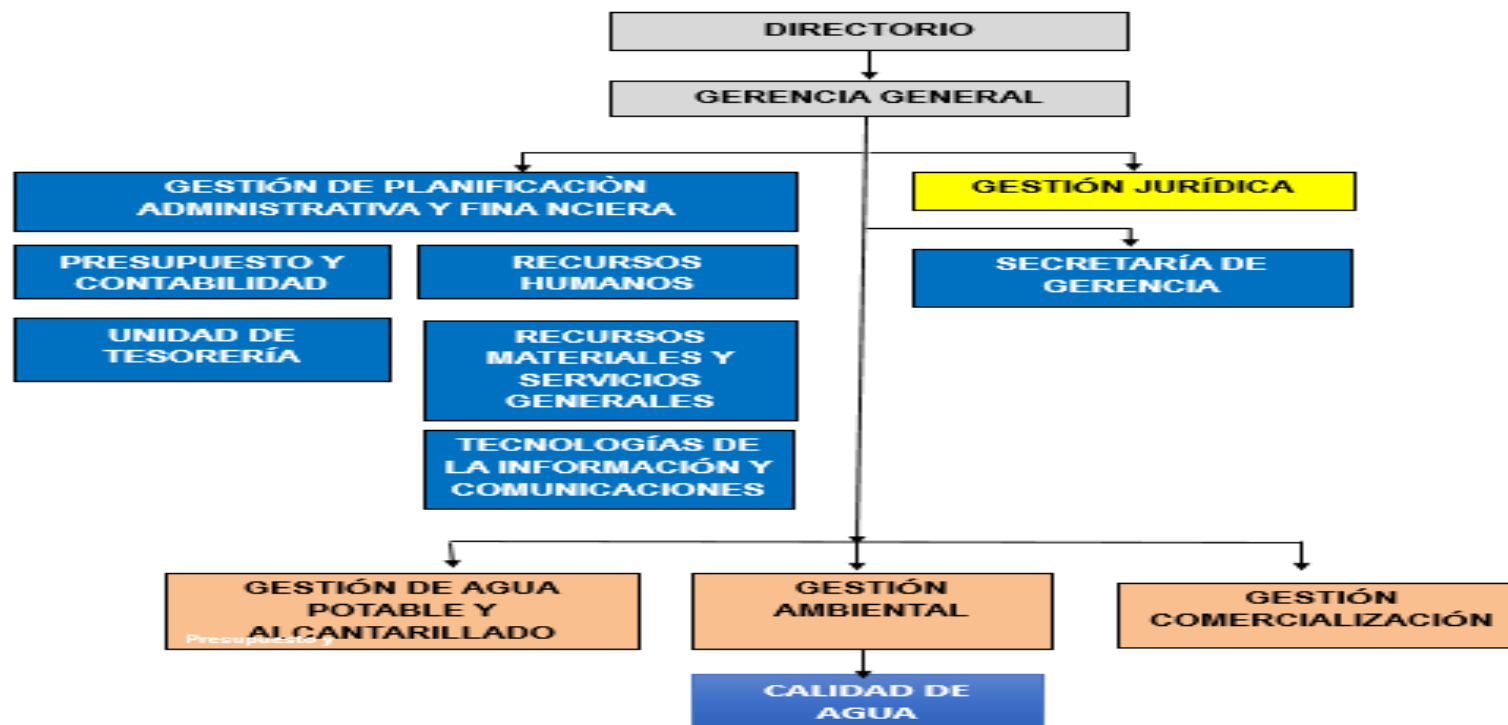 DIRECTORIO
GERENCIA GENERAL
GESTIÓN DE PLANIFICACIÒN
ADMINISTRATIVA Y FINA NCIERA
GESTIÓN JURÍDICA
PRESUPUESTO Y
CONTABILIDAD
RECURSOS
HUMANOS
SECRETARÍA DE
GERENCIA
UNIDAD DE
TESORERÍA
RECURSOS
MATERIALES Y
SERVICIOS
GENERALES
TECNOLOGÍAS DE
LA INFORMACIÓN Y
COMUNICACIONES
GESTIÓN DE AGUA
POTABLE Y
ALCANTARILLADO
Presupuesto y
GESTIÓN
AMBIENTAL
GESTIÓN
COMERCIALIZACIÓN
CALIDAD DE
AGUA